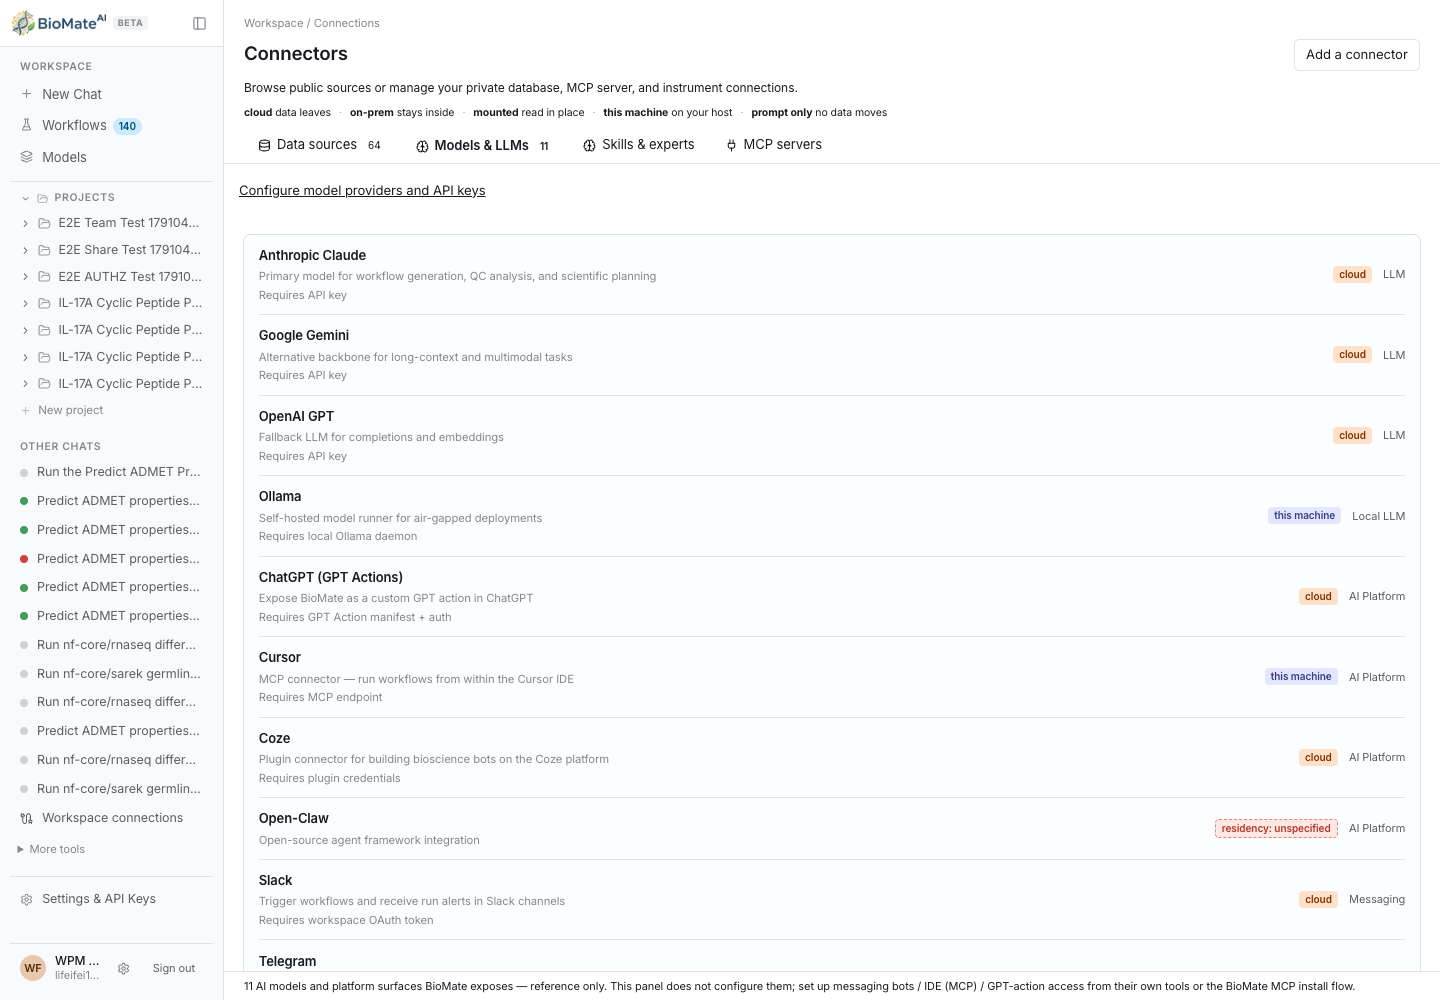 BioMate AI BETA
WORKSPACE
New Chat
Workflows 140
Models
PROJECTS
E2E Team Test 179104...
E2E Share Test 179104...
E2E AUTHZ Test 17910...
IL-17A Cyclic Peptide P...
IL-17A Cyclic Peptide P...
IL-17A Cyclic Peptide P...
IL-17A Cyclic Peptide P...
New project
OTHER CHATS
Run the Predict ADMET Pr...
Predict ADMET properties...
Predict ADMET properties...
Predict ADMET properties...
Predict ADMET properties...
Predict ADMET properties...
Run nf-core/rnaseq differ...
Run nf-core/sarek germlin...
Run nf-core/rnaseq differ...
Predict ADMET properties...
Run nf-core/rnaseq differ...
Run nf-core/sarek germlin...
Workspace connections
More tools
Settings & API Keys
WF
WPM ...
lifeifei1...
Sign out
Workspace / Connections
Connectors
Add a connector
Browse public sources or manage your private database, MCP server, and instrument connections.
cloud data leaves · on-prem stays inside · mounted read in place · this machine on your host · prompt only no data moves
Data sources 64 Models & LLMs 11 Skills & experts MCP servers
Configure model providers and API keys
Anthropic Claude
Primary model for workflow generation, QC analysis, and scientific planning
Requires API key
cloud LLM
Google Gemini
Alternative backbone for long-context and multimodal tasks
Requires API key
cloud LLM
OpenAI GPT
Fallback LLM for completions and embeddings
Requires API key
cloud LLM
Ollama
Self-hosted model runner for air-gapped deployments
Requires local Ollama daemon
this machine Local LLM
ChatGPT (GPT Actions)
Expose BioMate as a custom GPT action in ChatGPT
Requires GPT Action manifest + auth
cloud AI Platform
Cursor
MCP connector — run workflows from within the Cursor IDE
Requires MCP endpoint
this machine AI Platform
Coze
Plugin connector for building bioscience bots on the Coze platform
Requires plugin credentials
cloud AI Platform
Open-Claw
Open-source agent framework integration
residency: unspecified AI Platform
Slack
Trigger workflows and receive run alerts in Slack channels
Requires workspace OAuth token
cloud Messaging
Telegram
11 AI models and platform surfaces BioMate exposes — reference only. This panel does not configure them; set up messaging bots / IDE (MCP) / GPT-action access from their own tools or the BioMate MCP install flow.